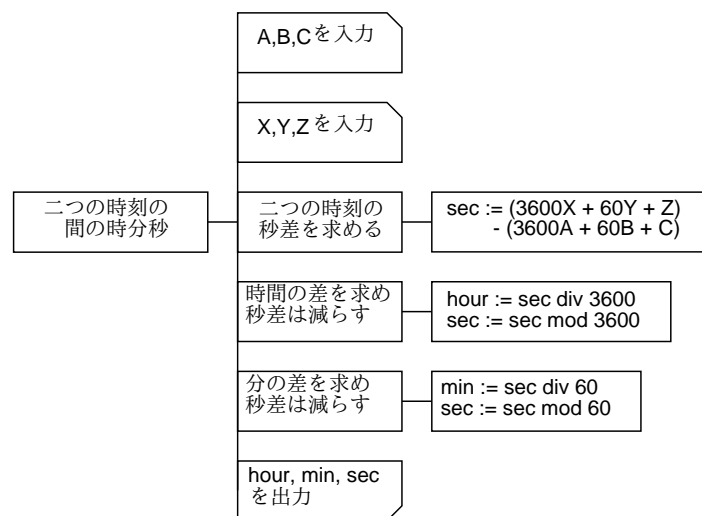 A,B,Cを入力
X,Y,Zを入力
二つの時刻の
間の時分秒
二つの時刻の
秒差を求める
sec := (3600X + 60Y + Z)
- (3600A + 60B + C)
時間の差を求め
秒差は減らす
hour := sec div 3600
sec := sec mod 3600
分の差を求め
秒差は減らす
min := sec div 60
sec := sec mod 60
hour, min, sec
を出力